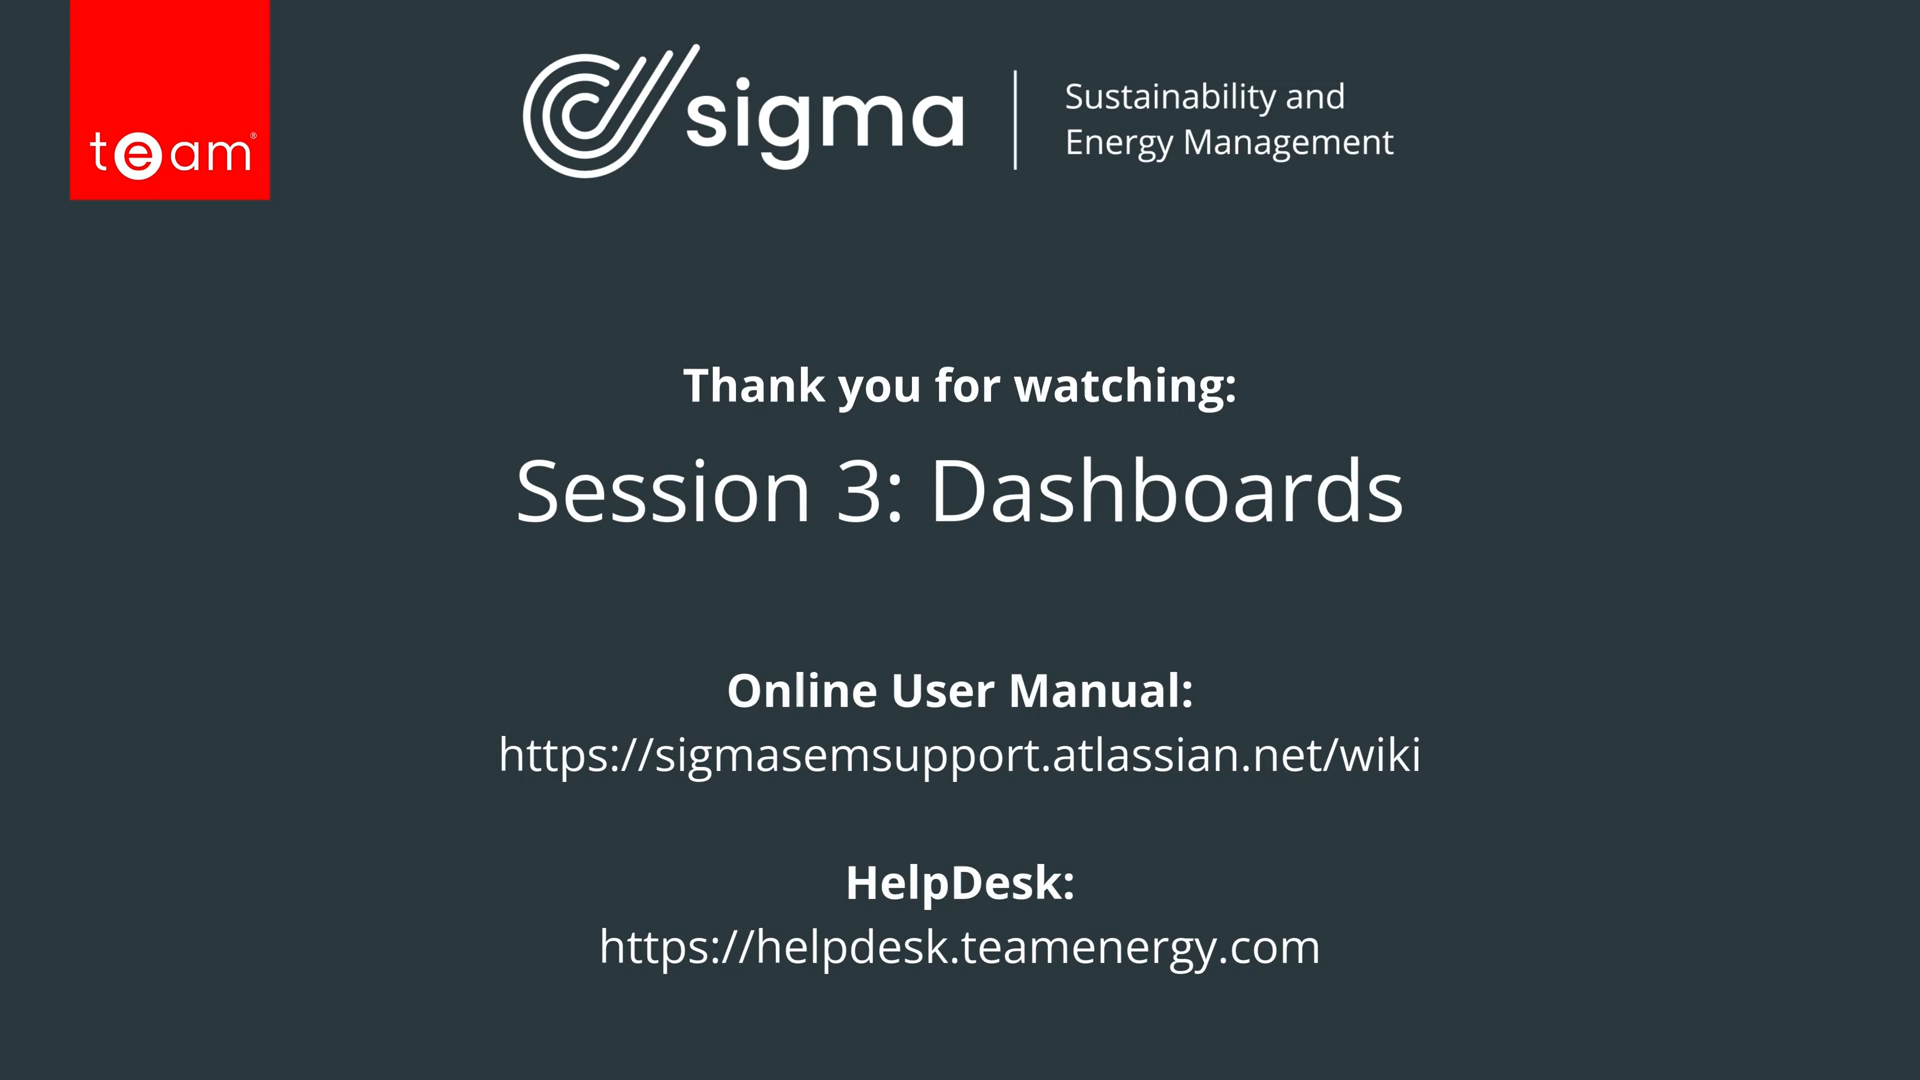 team®
sigma
Sustainability and
Energy Management
Thank you for watching:
Session 3: Dashboards
Online User Manual:
https://sigmasemsupport.atlassian.net/wiki
HelpDesk:
https://helpdesk.teamenergy.com